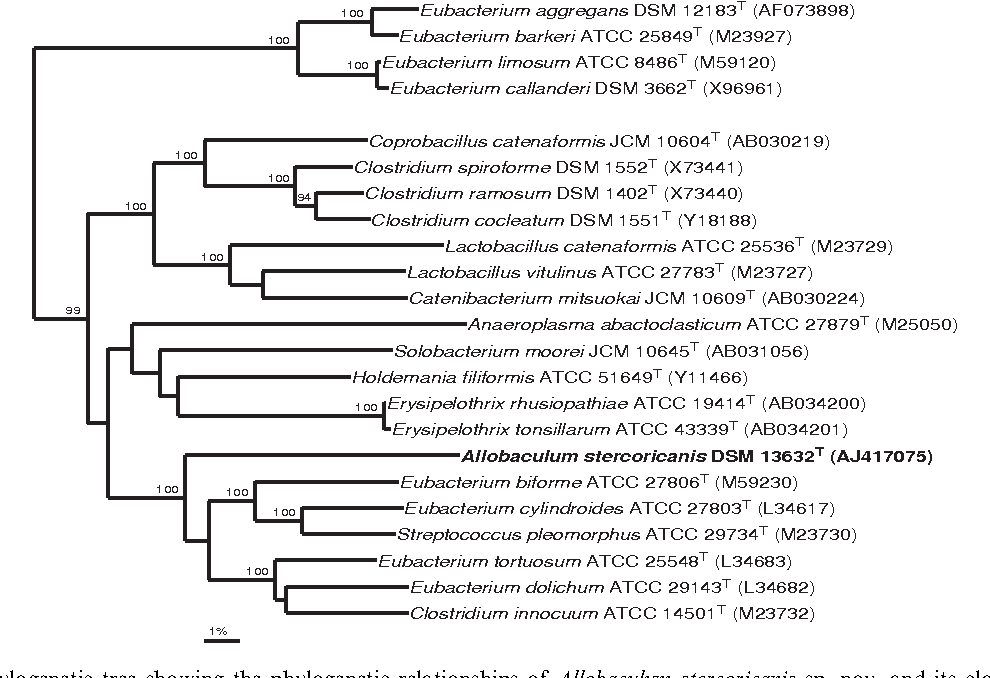 100 Eubacterium aggregans DSM 12183T (AF073898)
100 Eubacterium barkeri ATCC 25849T (M23927)
100 Eubacterium limosum ATCC 8486T (M59120)
Eubacterium callanderi DSM 3662T (X96961)
Coprobacillus catenaformis JCM 10604T (AB030219)
100 Clostridium spiroforme DSM 1552T (X73441)
100 94 Clostridium ramosum DSM 1402T (X73440)
100 Clostridium cocleatum DSM 1551T (Y18188)
100 Lactobacillus catenaformis ATCC 25536T (M23729)
Lactobacillus vitulinus ATCC 27783T (M23727)
Catenibacterium mitsuokai JCM 10609T (AB030224)
99 Anaeroplasma abactoclasticum ATCC 27879T (M25050)
Solobacterium moorei JCM 10645T (AB031056)
Holdemania filiformis ATCC 51649T (Y11466)
100 Erysipelothrix rhusiopathiae ATCC 19414T (AB034200)
Erysipelothrix tonsillarum ATCC 43339T (AB034201)
Allobaculum stercoricanis DSM 13632T (AJ417075)
100 100 Eubacterium biforme ATCC 27806T (M59230)
100 Eubacterium cylindroides ATCC 27803T (L34617)
Streptococcus pleomorphus ATCC 29734T (M23730)
100 Eubacterium tortuosum ATCC 25548T (L34683)
Eubacterium dolichum ATCC 29143T (L34682)
Clostridium innocuum ATCC 14501T (M23732)
1%